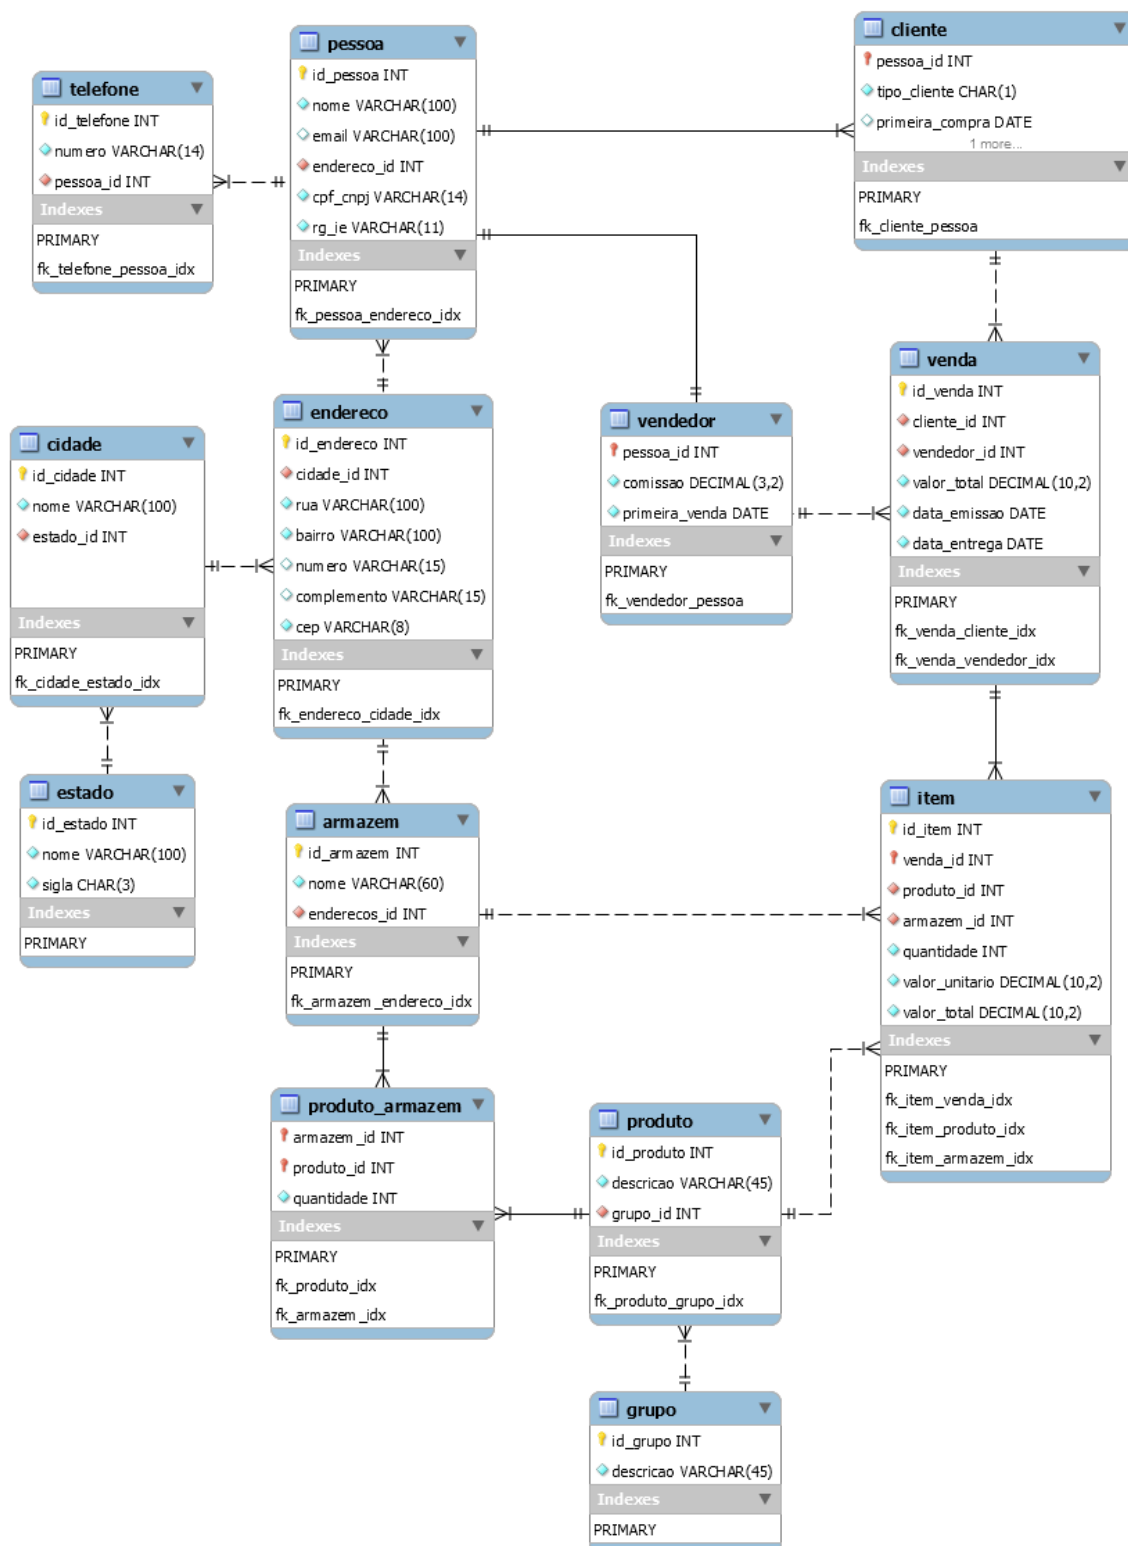 pessoa
id_pessoa INT
nome VARCHAR(100)
email VARCHAR(100)
endereco_id INT
cpf_cnpj VARCHAR(14)
rg_ie VARCHAR(11)
Indexes
PRIMARY
fk_pessoa_endereco_idx
cliente
pessoa_id INT
tipo_cliente CHAR(1)
primeira_compra DATE
1 more...
Indexes
PRIMARY
fk_cliente_pessoa
telefone
id_telefone INT
numero VARCHAR(14)
pessoa_id INT
Indexes
PRIMARY
fk_telefone_pessoa_idx
venda
id_venda INT
cliente_id INT
vendedor_id INT
valor_total DECIMAL(10,2)
data_emissao DATE
data_entrega DATE
Indexes
PRIMARY
fk_venda_cliente_idx
fk_venda_vendedor_idx
endereco
id_endereco INT
cidade_id INT
rua VARCHAR(100)
bairro VARCHAR(100)
numero VARCHAR(15)
complemento VARCHAR(15)
cep VARCHAR(8)
Indexes
PRIMARY
fk_endereco_cidade_idx
vendedor
pessoa_id INT
comissao DECIMAL(3,2)
primeira_venda DATE
Indexes
PRIMARY
fk_vendedor_pessoa
cidade
id_cidade INT
nome VARCHAR(100)
estado_id INT
Indexes
PRIMARY
fk_cidade_estado_idx
estado
id_estado INT
nome VARCHAR(100)
sigla CHAR(3)
Indexes
PRIMARY
item
id_item INT
venda_id INT
produto_id INT
armazem_id INT
quantidade INT
valor_unitario DECIMAL(10,2)
valor_total DECIMAL(10,2)
Indexes
PRIMARY
fk_item_venda_idx
fk_item_produto_idx
fk_item_armazem_idx
armazem
id_armazem INT
nome VARCHAR(60)
enderecos_id INT
Indexes
PRIMARY
fk_armazem_endereco_idx
produto_armazem
armazem_id INT
produto_id INT
quantidade INT
Indexes
PRIMARY
fk_produto_idx
fk_armazem_idx
produto
id_produto INT
descricao VARCHAR(45)
grupo_id INT
Indexes
PRIMARY
fk_produto_grupo_idx
grupo
id_grupo INT
descricao VARCHAR(45)
Indexes
PRIMARY